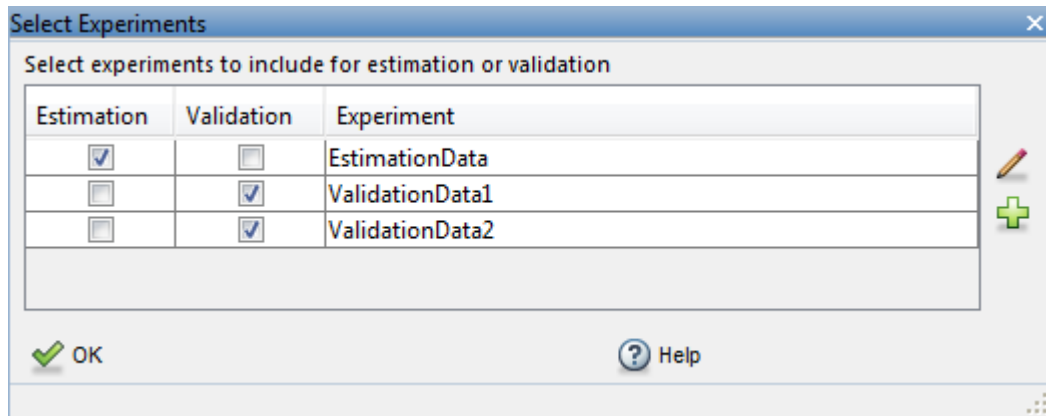 Select Experiments
Select experiments to include for estimation or validation
Estimation Validation Experiment
EstimationData
ValidationData1
ValidationData2
OK Help